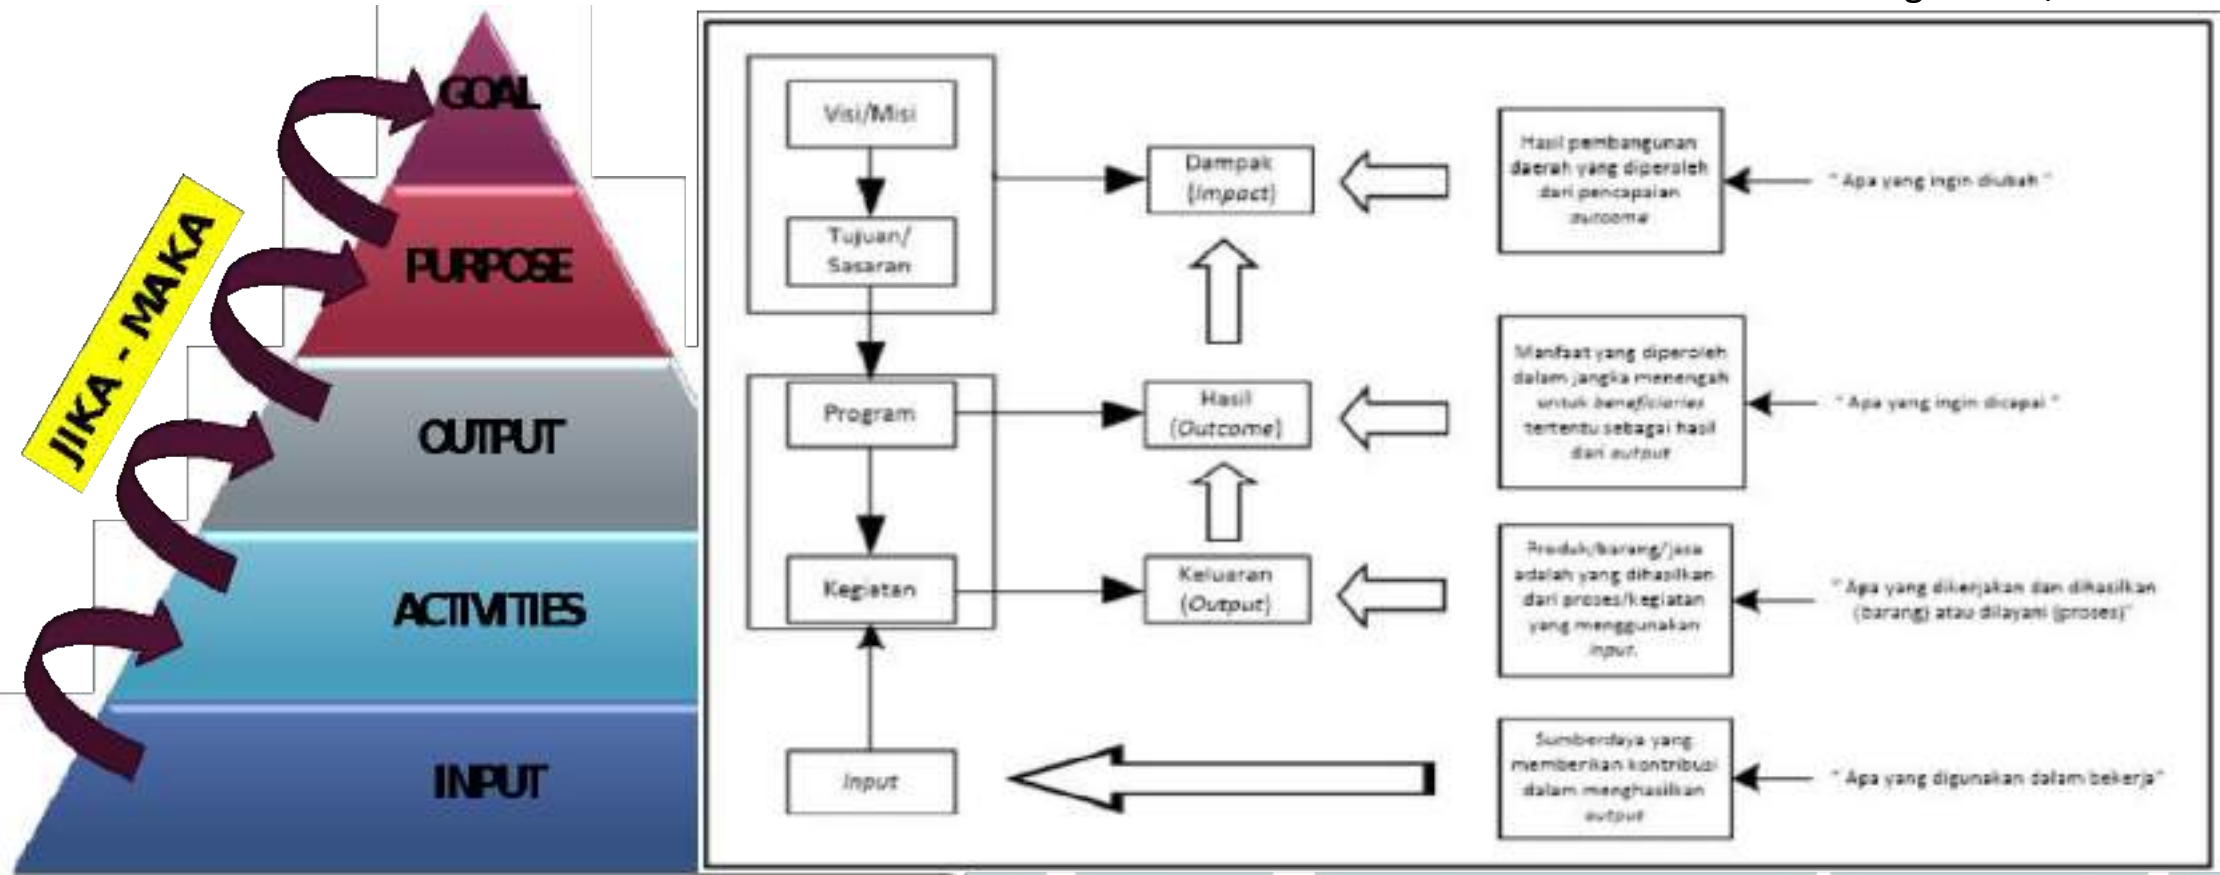 GOAL
PURPOSE
OUTPUT
ACTIVITIES
INPUT
JIKA - MAKA
Visi/Misi
Tujuan/
Sasaran
Program
Kegiatan
Input
Dampak
(Impact)
Hasil
(Outcome)
Keluaran
(Output)
Hasil pembangunan
daerah yang diperoleh
dari pencapaian
outcome
Manfaat yang diperoleh
dalam jangka menengah
untuk beneficiaries
tertentu sebagai hasil
dari output
Produk/barang/jasa
adalah yang dihasilkan
dari proses/kegiatan
yang menggunakan
input.
Sumberdaya yang
memberikan kontribusi
dalam menghasilkan
output
" Apa yang ingin diubah "
" Apa yang ingin dicapai "
" Apa yang dikerjakan dan dihasilkan
(barang) atau dilayani (proses)"
" Apa yang digunakan dalam bekerja"